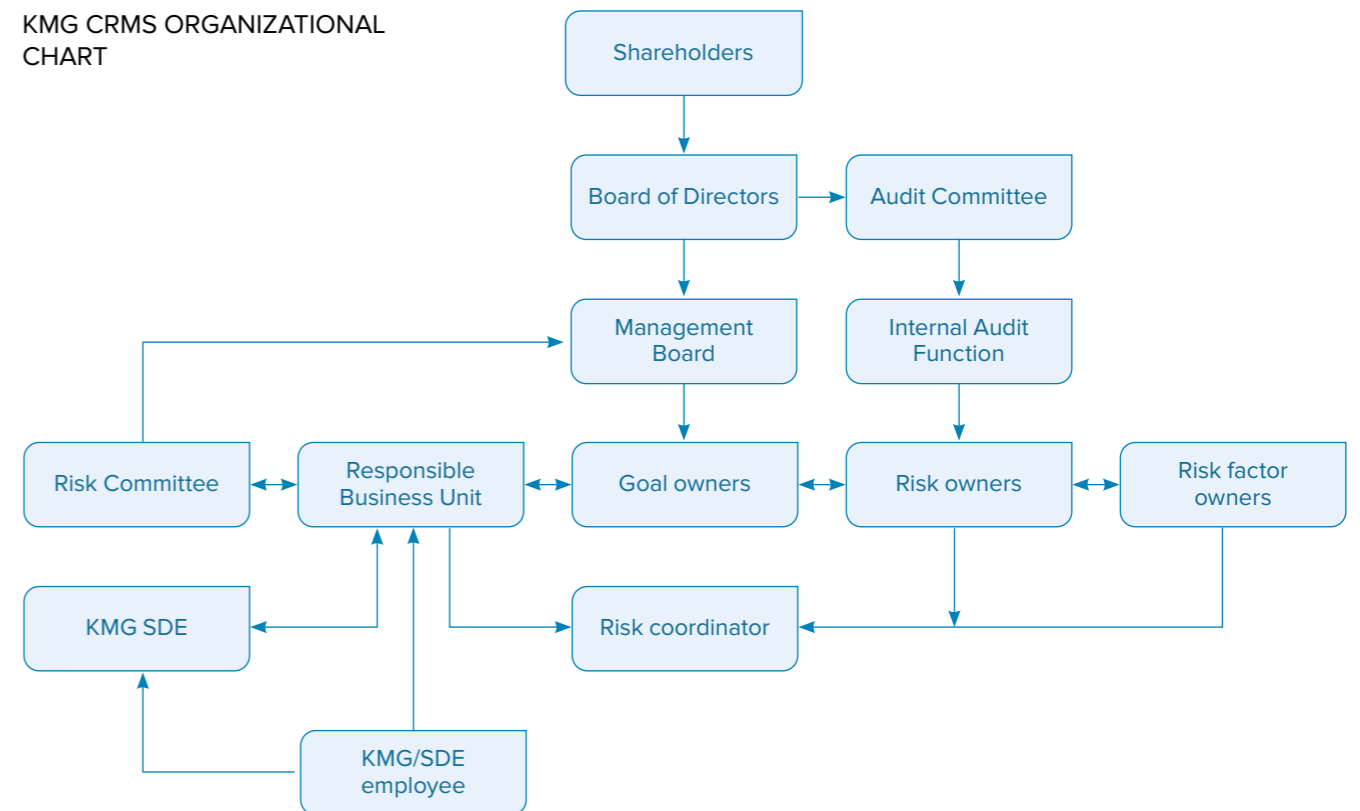 KMG CRMS ORGANIZATIONAL
CHART
Shareholders
Board of Directors
Audit Committee
Management
Board
Internal Audit
Function
Risk Committee
Responsible
Business Unit
Goal owners
Risk owners
Risk factor
owners
KMG SDE
Risk coordinator
KMG/SDE
employee